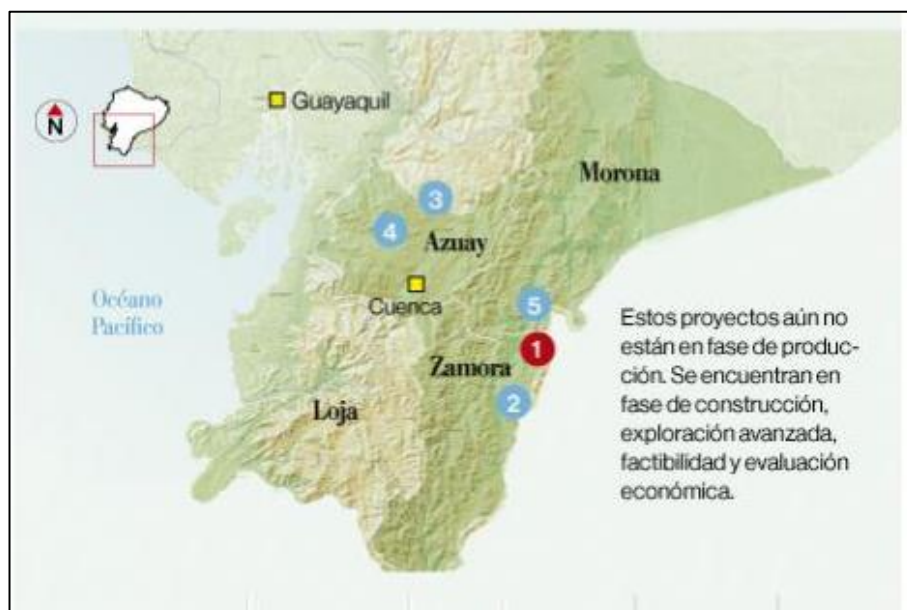 Guayaquil
N
Morona
3
4
Azuay
Océano
Pacífico
Cuenca
5
Estos proyectos aún no
están en fase de produc-
ción. Se encuentran en
fase de construcción,
exploración avanzada,
factibilidad y evaluación
económica.
1
Zamora
2
Loja